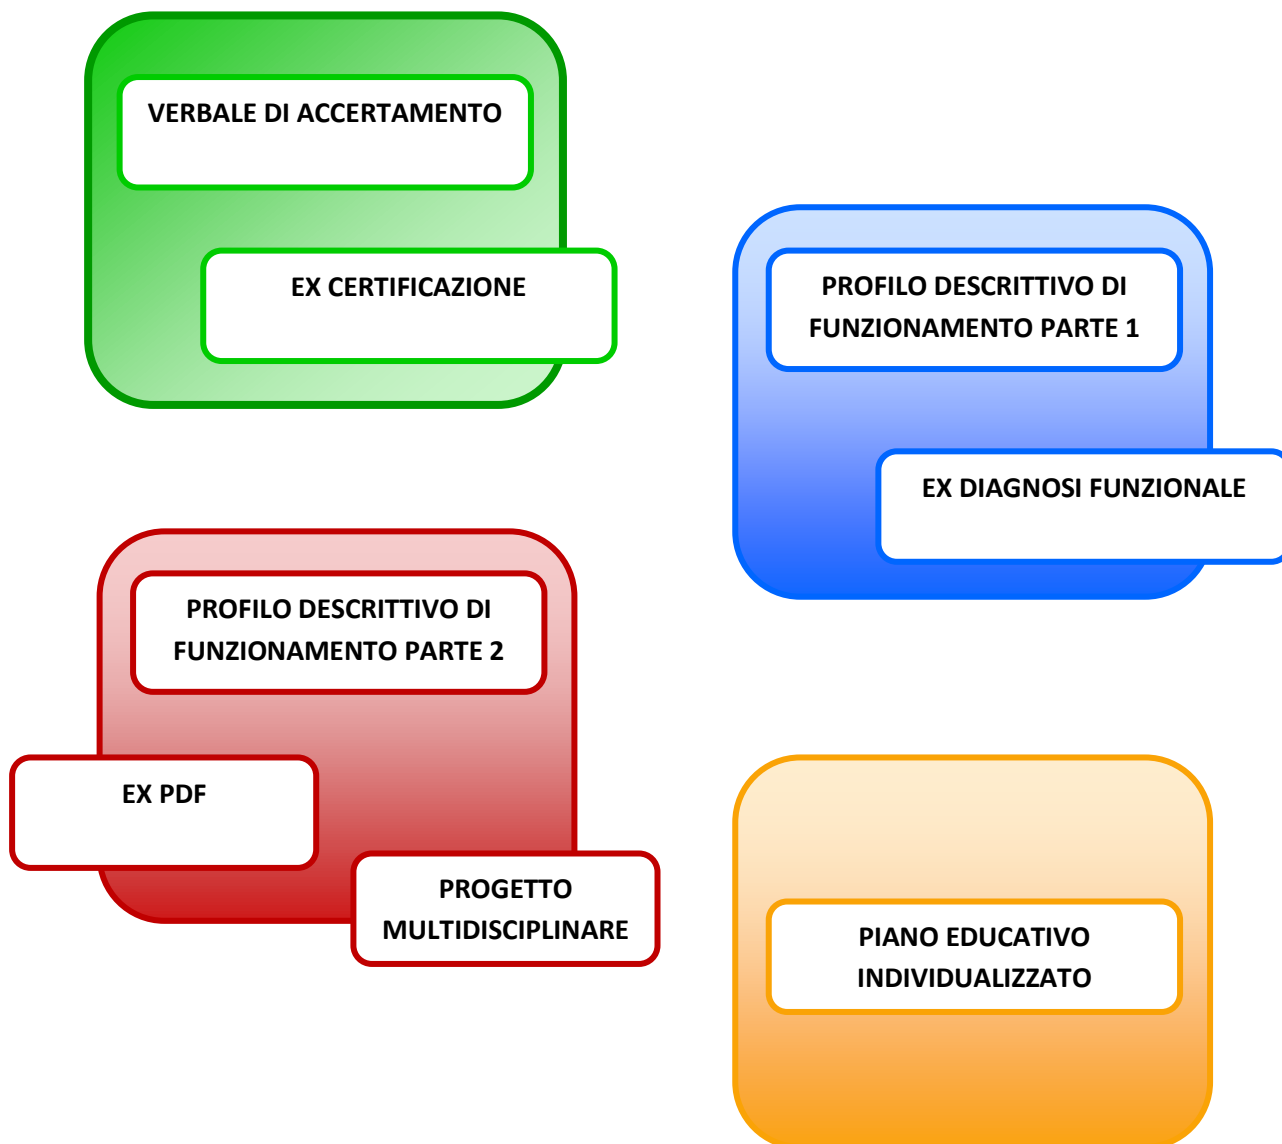 VERBALE DI ACCERTAMENTO
EX CERTIFICAZIONE
PROFILO DESCRITTIVO DI
FUNZIONAMENTO PARTE 1
EX DIAGNOSI FUNZIONALE
PROFILO DESCRITTIVO DI
FUNZIONAMENTO PARTE 2
EX PDF
PROGETTO
MULTIDISCIPLINARE
PIANO EDUCATIVO
INDIVIDUALIZZATO